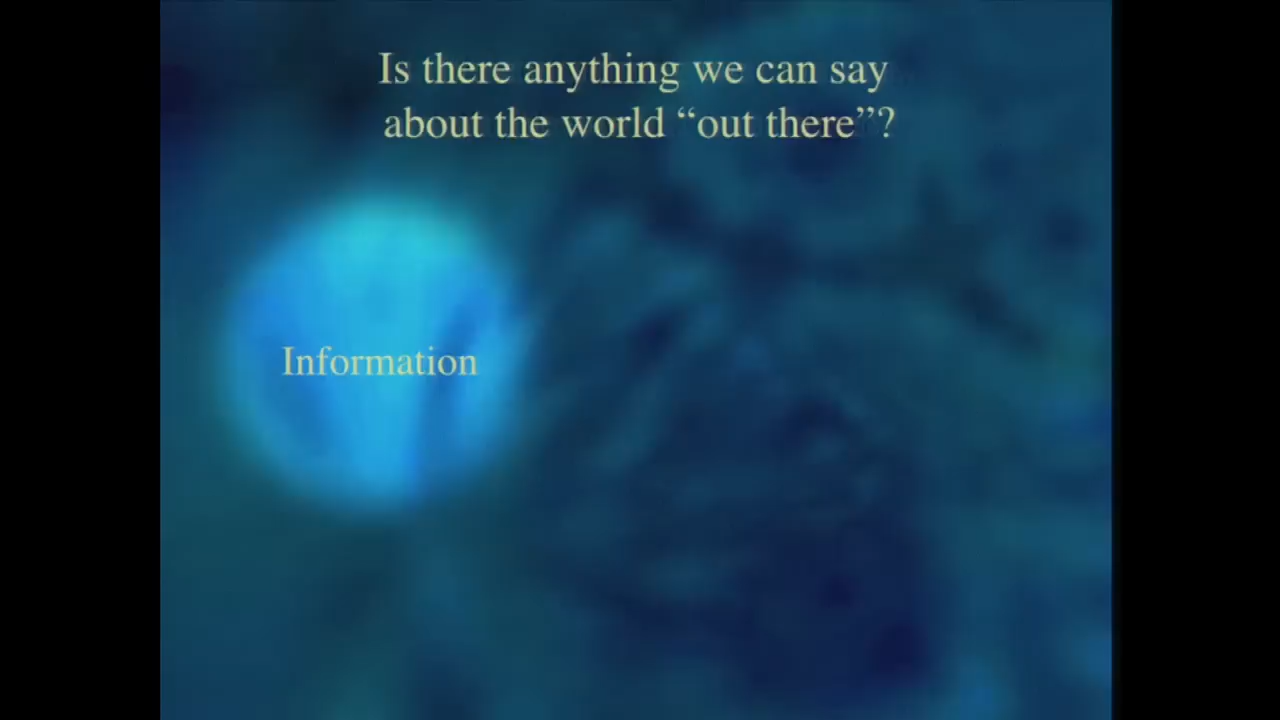 Is there anything we can say
about the world “out there”?
Information